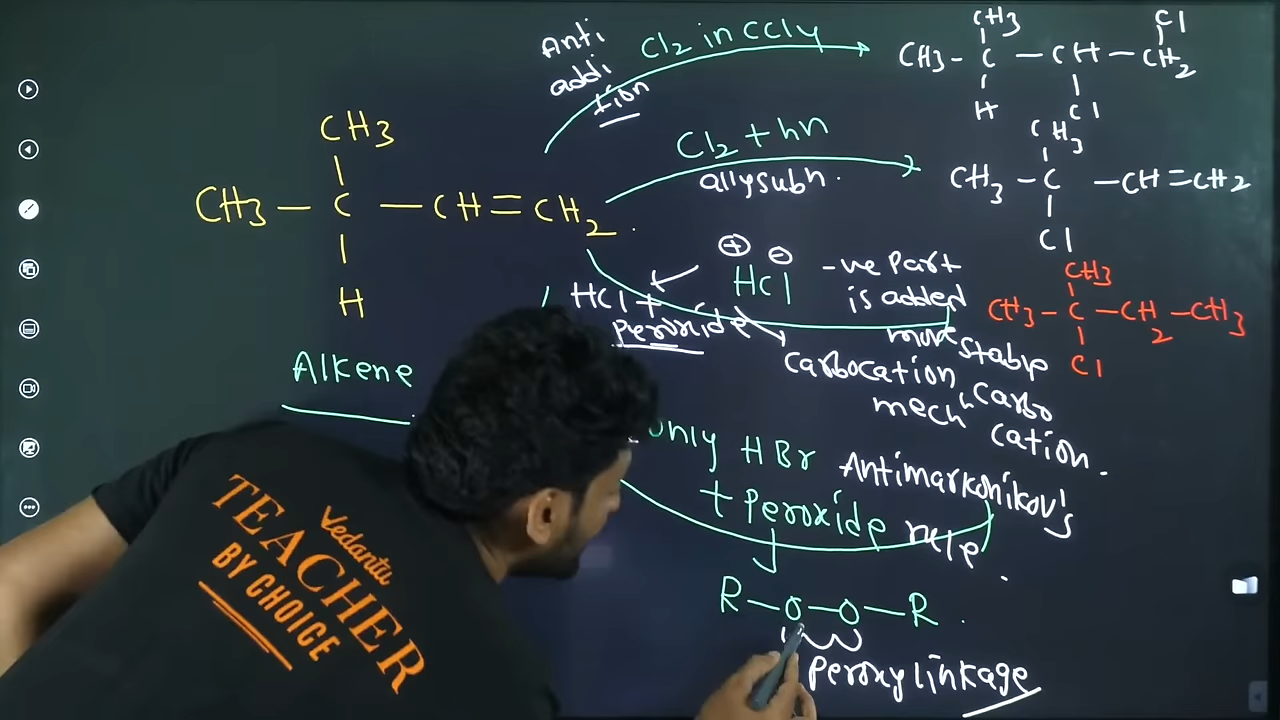 Anti
addi
tion
Cl2 in CCl4
CH3
Cl
CH3 - C - CH - CH2
H
Cl
CH3
CH3 - C - CH = CH2
H
Cl2 + hν
allysubn.
CH3
CH3 - C - CH = CH2
Cl
HCl +
peroxide
⊕ ⊖
HCl
-ve part
is added
more stable
carbo
cation.
carbocation
mechn
CH3
CH3 - C - CH2 - CH3
Cl
Alkene
only HBr
+ peroxide
Antimarkonikov's
rule.
R - O - O - R.
peroxy linkage
Vedantu
TEACHER
BY CHOICE